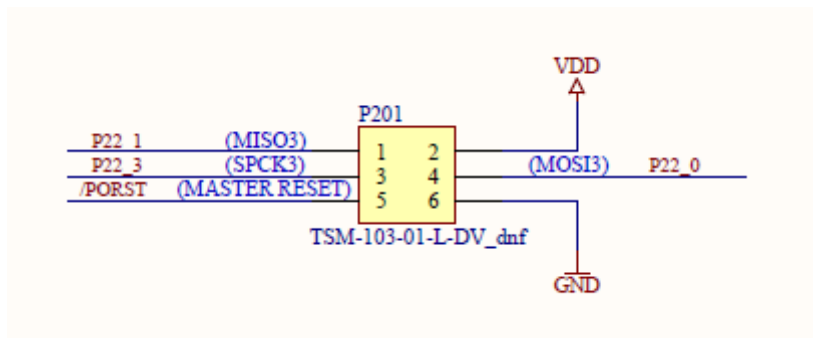 VDD
P201
P22_1 (MISO3) 1 2
P22_3 (SPCK3) 3 4 (MOSI3) P22_0
/PORST (MASTER RESET) 5 6
TSM-103-01-L-DV_dnf
GND